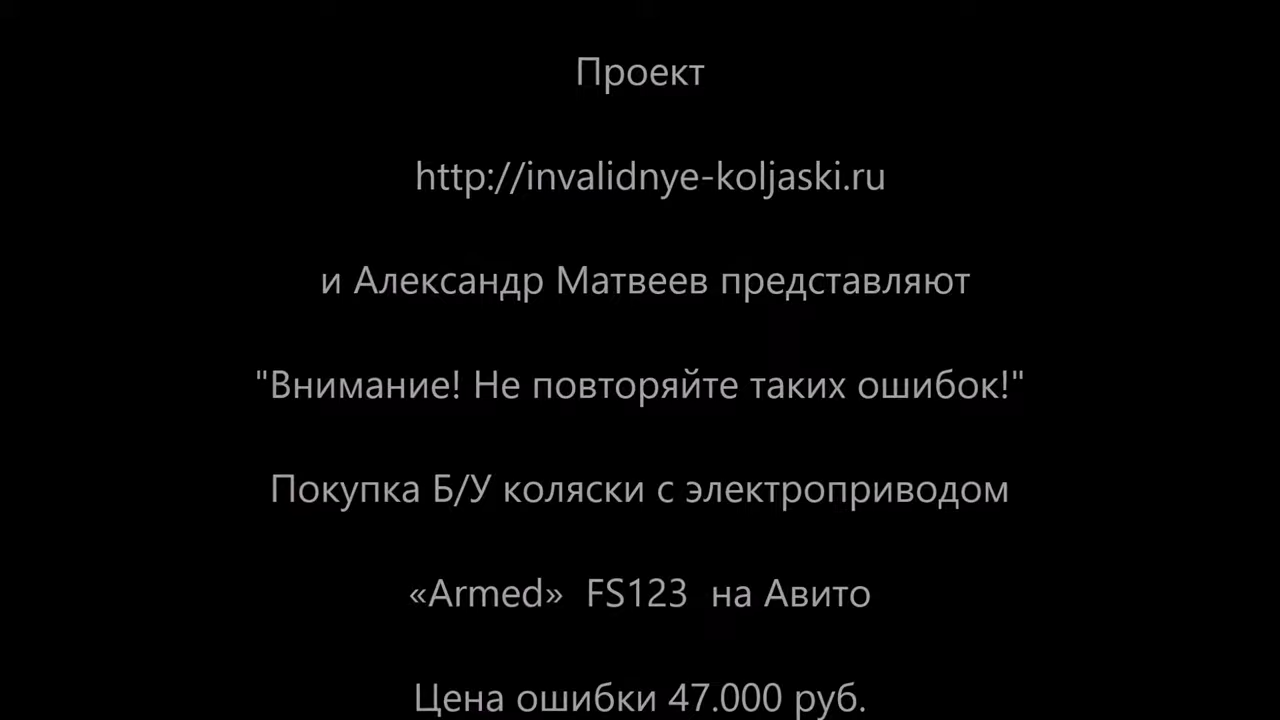 Проект
http://invalidnye-koljaski.ru
и Александр Матвеев представляют
"Внимание! Не повторяйте таких ошибок!"
Покупка Б/У коляски с электроприводом
«Armed» FS123 на Авито
Цена ошибки 47.000 руб.